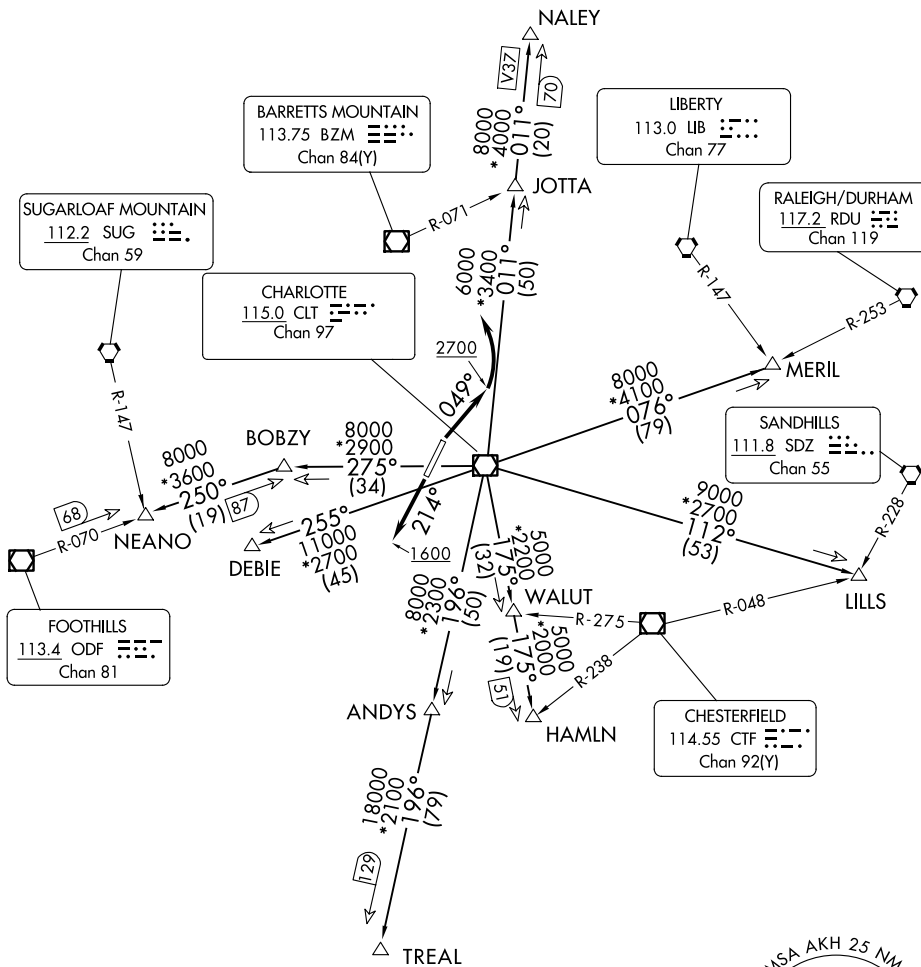 NALEY
V37
70
8000
*4000
011°
(20)
BARRETTS MOUNTAIN
113.75 BZM
Chan 84(Y)
LIBERTY
113.0 LIB
Chan 77
JOTTA
R-071
SUGARLOAF MOUNTAIN
112.2 SUG
Chan 59
RALEIGH/DURHAM
117.2 RDU
Chan 119
6000
*3400
011°
(50)
R-147
R-253
CHARLOTTE
115.0 CLT
Chan 97
2700
049°
MERIL
8000
*4100
076°
(79)
R-147
SANDHILLS
111.8 SDZ
Chan 55
BOBZY
8000
*2900
275°
(34)
8000
*3600
250°
(19)
87
214°
9000
*2700
112°
(53)
R-228
68
R-070
NEANO
255°
11000
*2700
(45)
DEBIE
1600
5000
*2200
175°
(32)
LILLS
WALUT
R-275
R-048
FOOTHILLS
113.4 ODF
Chan 81
8000
*2300
196°
(50)
5000
*2000
175°
(19)
51
R-238
ANDYS
HAMLN
CHESTERFIELD
114.55 CTF
Chan 92(Y)
18000
*2100
196°
(79)
129
TREAL
MSA AKH 25 NM